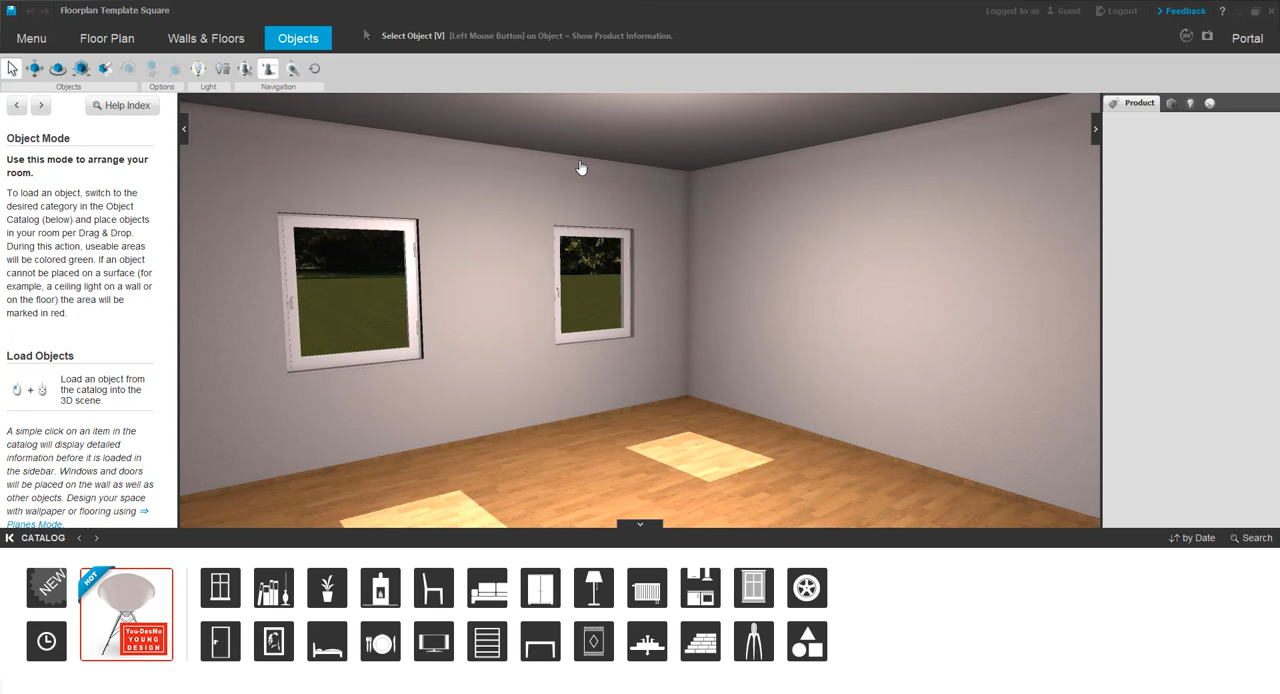 Floorplan Template Square
Logged In as Guest Logout > Feedback ?
Menu Floor Plan Walls & Floors Objects
Select Object [V] [Left Mouse Button] on Object = Show Product Information.
Portal
Objects Options Light Navigation
Help Index
Product
Object Mode
Use this mode to arrange your
room.
To load an object, switch to the
desired category in the Object
Catalog (below) and place objects
in your room per Drag & Drop.
During this action, useable areas
will be colored green. If an object
cannot be placed on a surface (for
example, a ceiling light on a wall or
on the floor) the area will be
marked in red.
Load Objects
Load an object from
the catalog into the
3D scene.
A simple click on an item in the
catalog will display detailed
information before it is loaded
in the sidebar. Windows and doors
will be placed on the wall as well as
other objects. Design your space
with wallpaper or flooring using ⇒
Planes Mode.
CATALOG
by Date Search
NEW
HOT
You-DesMo
YOUNG
DESIGN